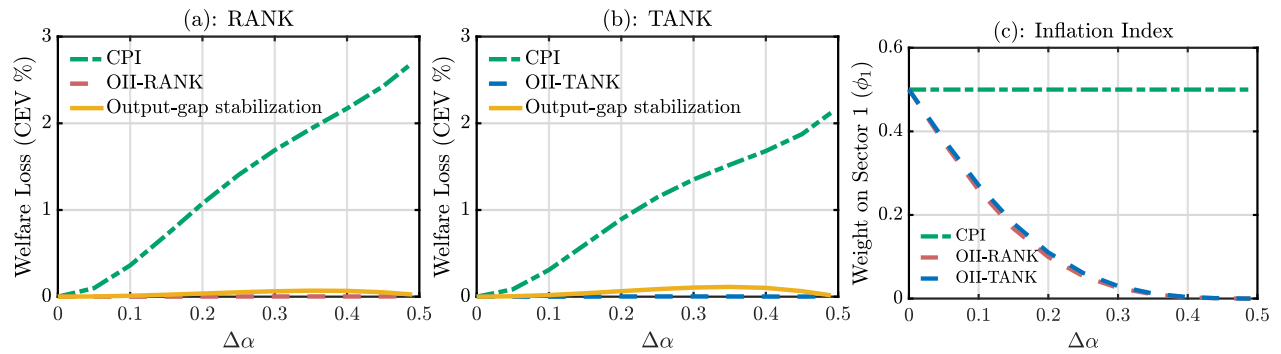 (a): RANK
Welfare Loss (CEV %)
3
2
1
0
CPI
OII-RANK
Output-gap stabilization
0
0.1
0.2
0.3
0.4
0.5
Δα
(b): TANK
Welfare Loss (CEV %)
3
2
1
0
CPI
OII-TANK
Output-gap stabilization
0
0.1
0.2
0.3
0.4
0.5
Δα
(c): Inflation Index
Weight on Sector 1 (ϕ₁)
0.6
0.4
0.2
0
CPI
OII-RANK
OII-TANK
0
0.1
0.2
0.3
0.4
0.5
Δα